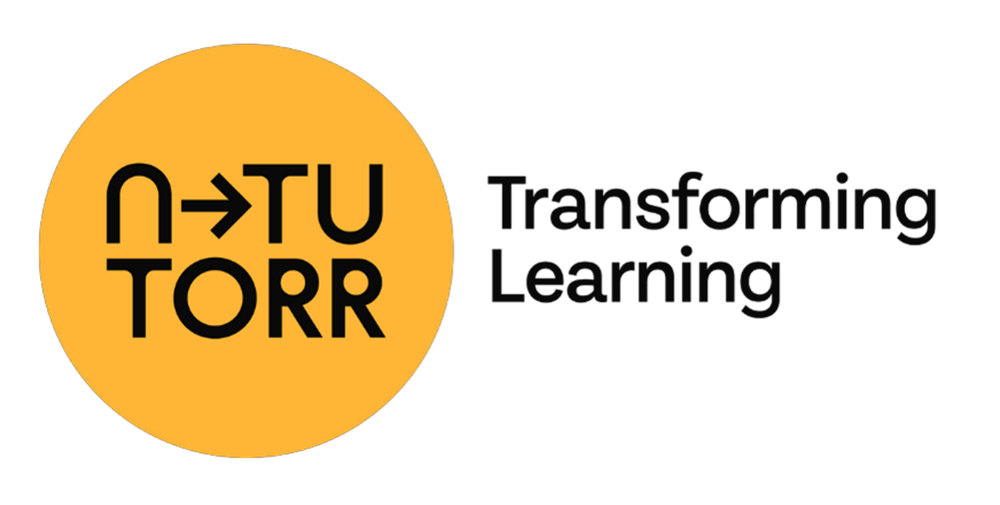 N→TU
TORR
Transforming
Learning